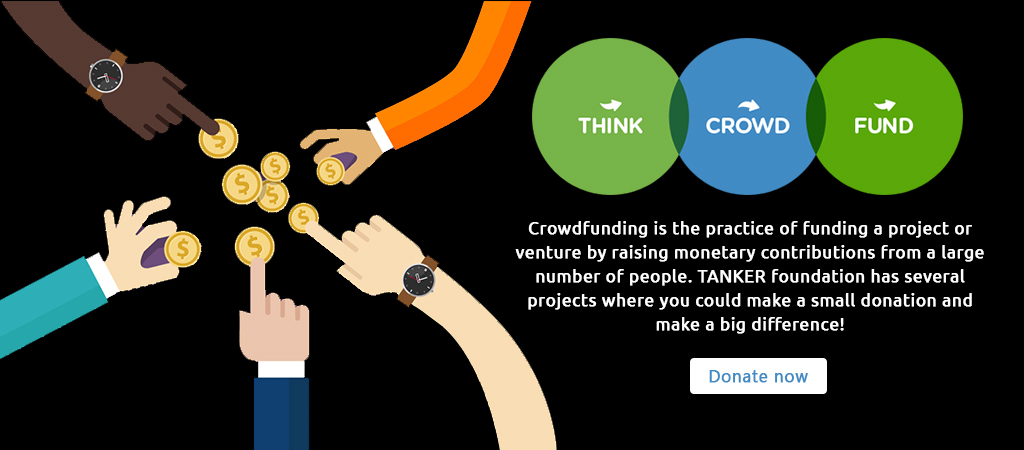 THINK CROWD FUND
Crowdfunding is the practice of funding a project or
venture by raising monetary contributions from a large
number of people. TANKER foundation has several
projects where you could make a small donation and
make a big difference!
Donate now
$
$
$
$
$
$
$
$